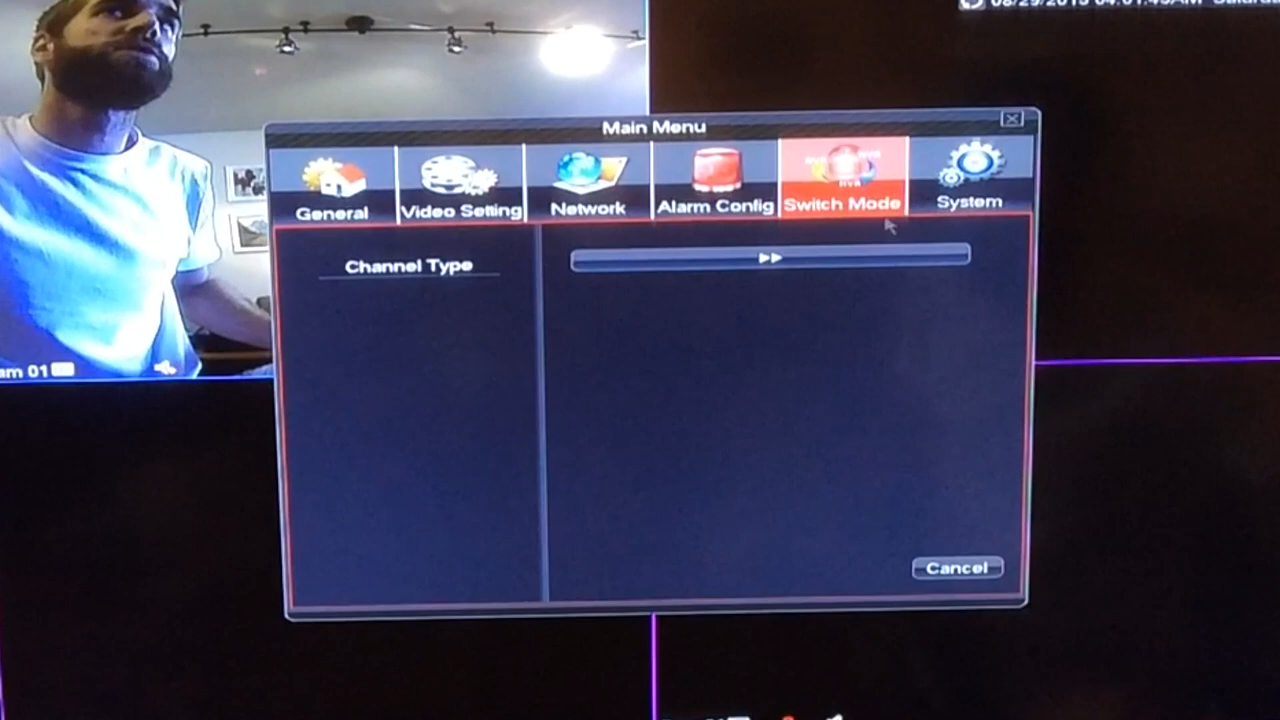 Main Menu
General
Video Setting
Network
Alarm Config
Switch Mode
System
Channel Type
Cancel
am 01